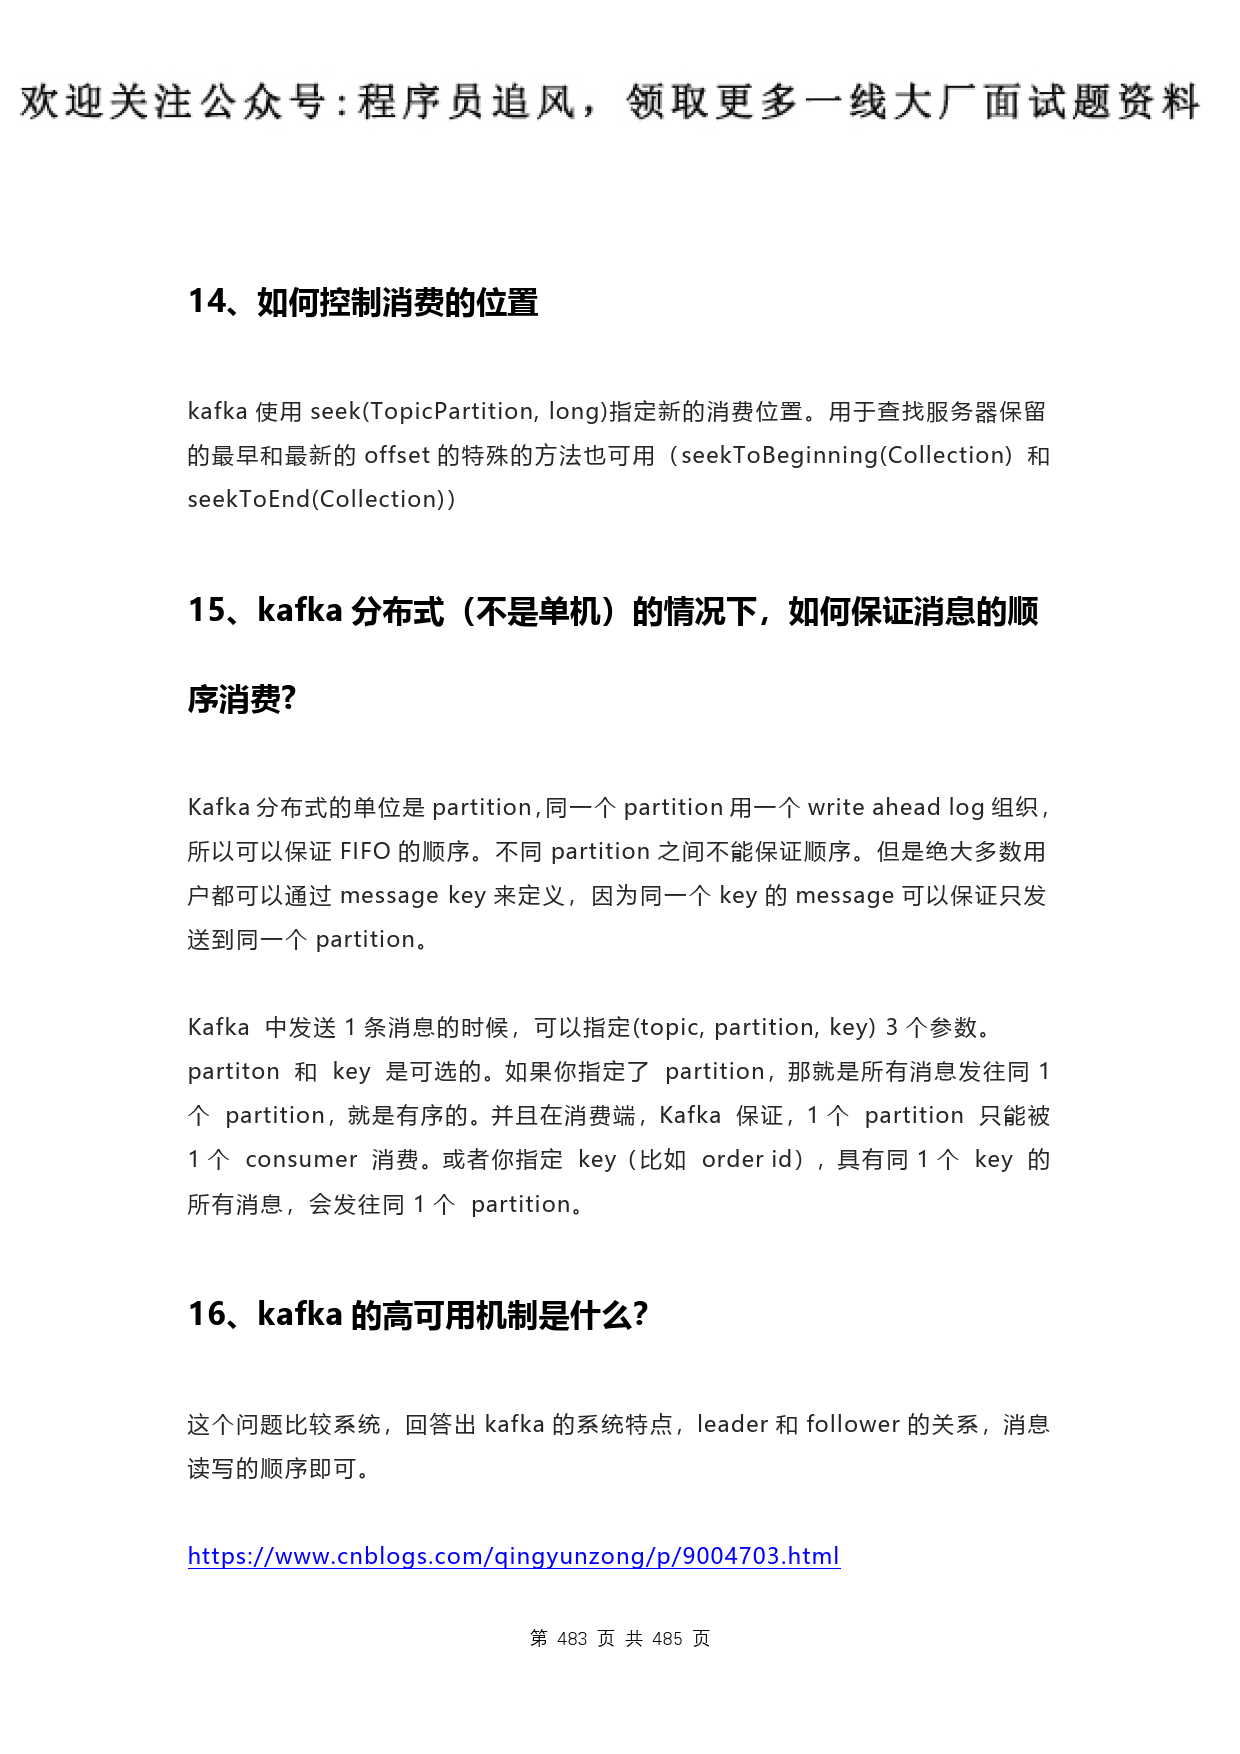 欢迎关注公众号:程序员追风，领取更多一线大厂面试题资料
14、如何控制消费的位置
kafka 使用 seek(TopicPartition, long)指定新的消费位置。用于查找服务器保留
的最早和最新的 offset 的特殊的方法也可用（seekToBeginning(Collection) 和
seekToEnd(Collection)）
15、kafka 分布式（不是单机）的情况下，如何保证消息的顺
序消费?
Kafka 分布式的单位是 partition，同一个 partition 用一个 write ahead log 组织，
所以可以保证 FIFO 的顺序。不同 partition 之间不能保证顺序。但是绝大多数用
户都可以通过 message key 来定义，因为同一个 key 的 message 可以保证只发
送到同一个 partition。
Kafka 中发送 1 条消息的时候，可以指定(topic, partition, key) 3 个参数。
partiton 和 key 是可选的。如果你指定了 partition，那就是所有消息发往同 1
个 partition，就是有序的。并且在消费端，Kafka 保证，1 个 partition 只能被
1 个 consumer 消费。或者你指定 key（比如 order id），具有同 1 个 key 的
所有消息，会发往同 1 个 partition。
16、kafka 的高可用机制是什么?
这个问题比较系统，回答出 kafka 的系统特点，leader 和 follower 的关系，消息
读写的顺序即可。
https://www.cnblogs.com/qingyunzong/p/9004703.html
第 483 页 共 485 页